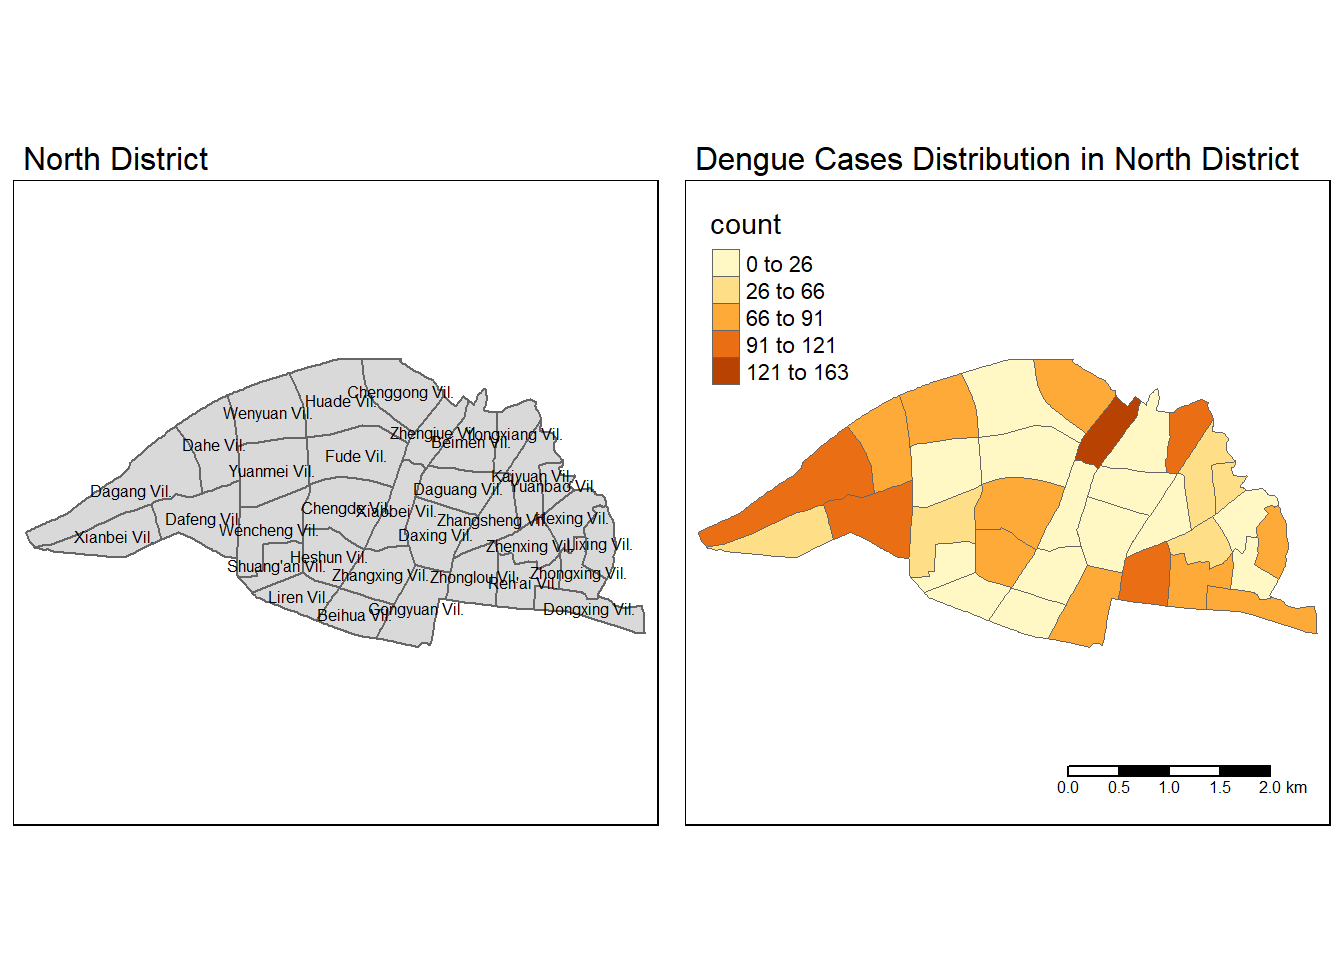 North District
Dengue Cases Distribution in North District
count
0 to 26
26 to 66
66 to 91
91 to 121
121 to 163
Chenggong Vil.
Huade Vil.
Wenyuan Vil.
Zhengjue Vil.
Yongxiang Vil.
Beimen Vil.
Dahe Vil.
Fude Vil.
Yuanmei Vil.
Kaiyuan Vil.
Yuanbao Vil.
Dagang Vil.
Daguang Vil.
Chengde Vil.
Xiaobei Vil.
Dafeng Vil.
Zhangsheng Vil.
Hexing Vil.
Wencheng Vil.
Daxing Vil.
Xianbei Vil.
Zhenxing Vil.
Lixing Vil.
Heshun Vil.
Shuang'an Vil.
Zhangxing Vil.
Zhonglou Vil.
Zhongxing Vil.
Ren'ai Vil.
Liren Vil.
Gongyuan Vil.
Dongxing Vil.
Beihua Vil.
0.0 0.5 1.0 1.5 2.0 km